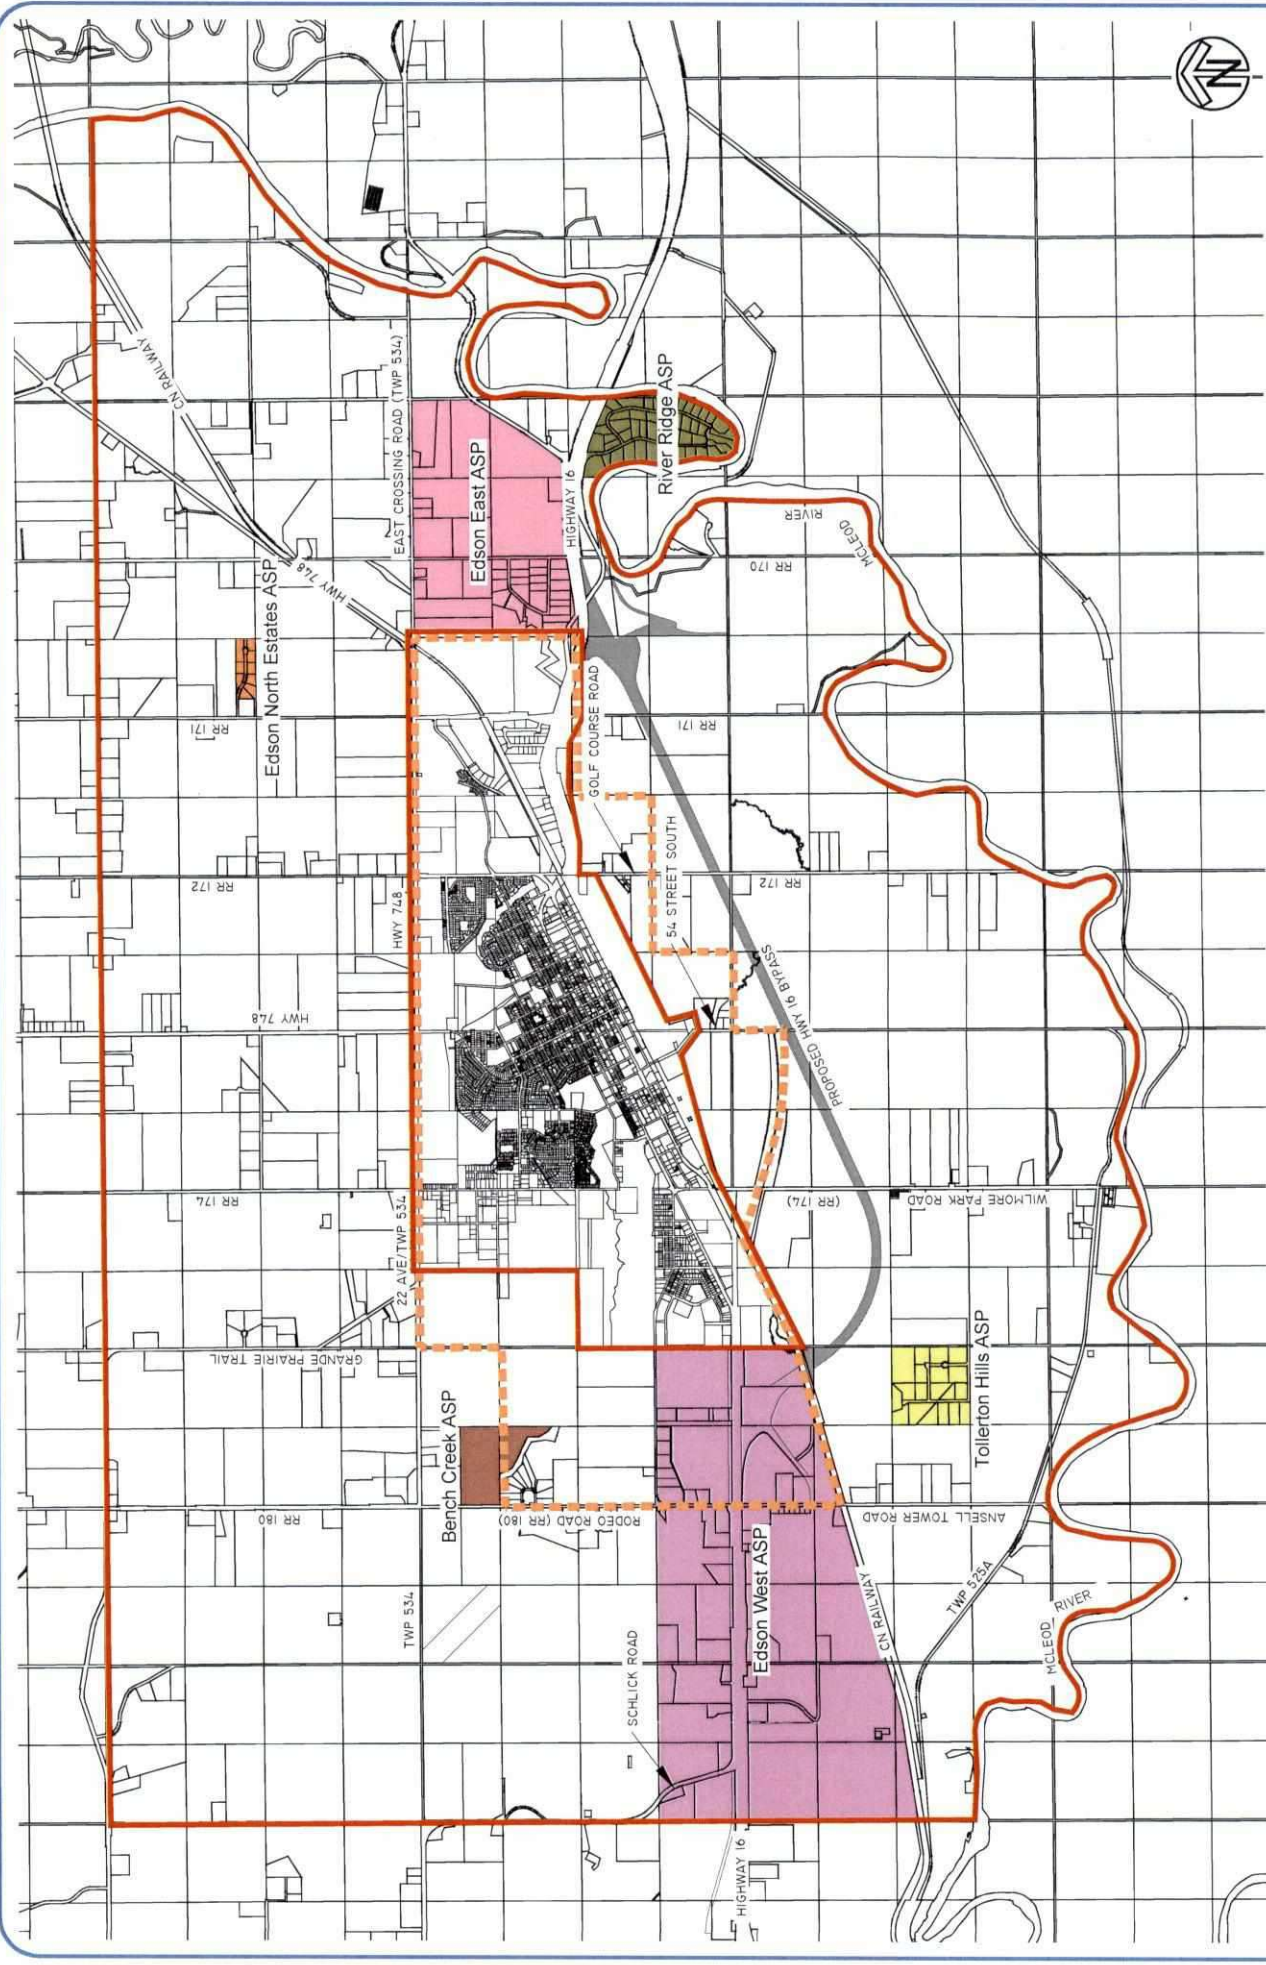 N
CN RAILWAY
EAST CROSSING ROAD (TWP 534)
River Ridge ASP
Edson East ASP
HIGHWAY 16
RIVER
MCLEOD
RR 170
Edson North Estates ASP
HWY 748
GOLF COURSE ROAD
RR 171
RR 171
54 STREET SOUTH
RR 172
HWY 748
RR 172
HWY 748
PROPOSED HWY 16 BYPASS
RR 174
22 AVE/TWP 534
(RR 174)
WILMORE PARK ROAD
GRANDE PRAIRIE TRAIL
Tollerton Hills ASP
Bench Creek ASP
RR 180
RODEO ROAD (RR 180)
ANSELL TOWER ROAD
Edson West ASP
TWP 534
CN RAILWAY
TWP 525A
MCLEOD RIVER
SCHLICK ROAD
HIGHWAY 16